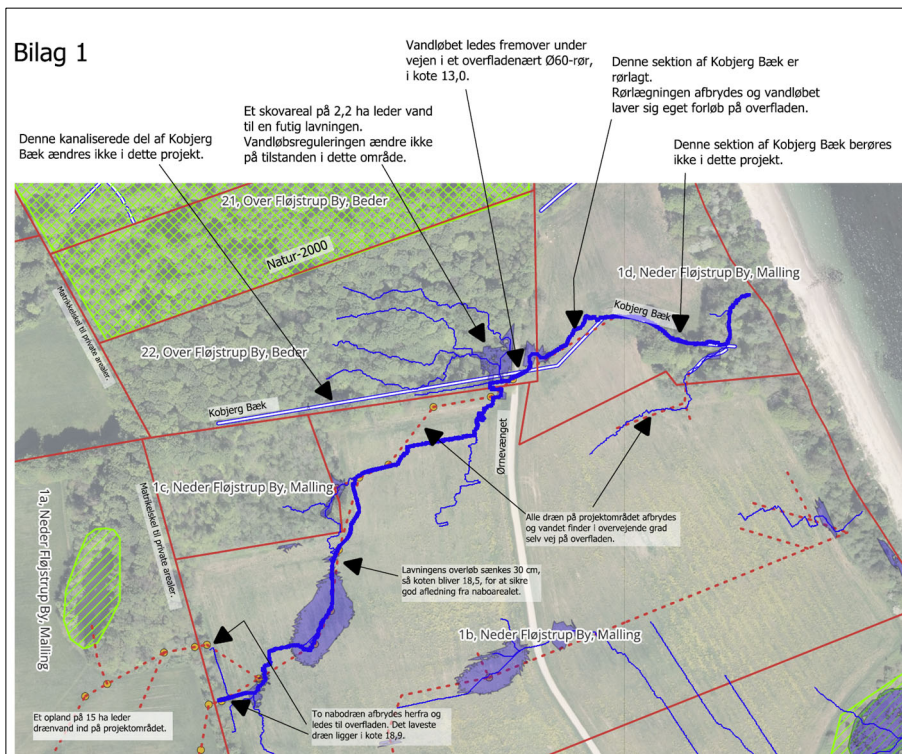 Bilag 1
Vandløbet ledes fremover under
vejen i et overfladenært Ø60-rør,
i kote 13,0.
Denne sektion af Kobjerg Bæk er
rørlagt.
Rørlægningen afbrydes og vandløbet
laver sig eget forløb på overfladen.
Et skovareal på 2,2 ha leder vand
til en futig lavningen.
Vandløbsreguleringen ændre ikke
på tilstanden i dette område.
Denne kanaliserede del af Kobjerg
Bæk ændres ikke i dette projekt.
Denne sektion af Kobjerg Bæk berøres
ikke i dette projekt.
21, Over Fløjstrup By, Beder
Natur-2000
Matrikkelskel til private arealer.
1d, Neder Fløjstrup By, Malling
Kobjerg Bæk
22, Over Fløjstrup By, Beder
Kobjerg Bæk
Ørnevænget
1c, Neder Fløjstrup By, Malling
Matrikelskel til private arealer.
1a, Neder Fløjstrup By, Malling
Alle dræn på projektområdet afbrydes
og vandet finder i overvejende grad
selv vej på overfladen.
Lavningens overløb sænkes 30 cm,
så koten bliver 18,5, for at sikre
god afledning fra naboarealet.
1b, Neder Fløjstrup By, Malling
Et opland på 15 ha leder
drænvand ind på projektområdet.
To nabodræn afbrydes herfra og
ledes til overfladen. Det laveste
dræn ligger i kote 18,9.